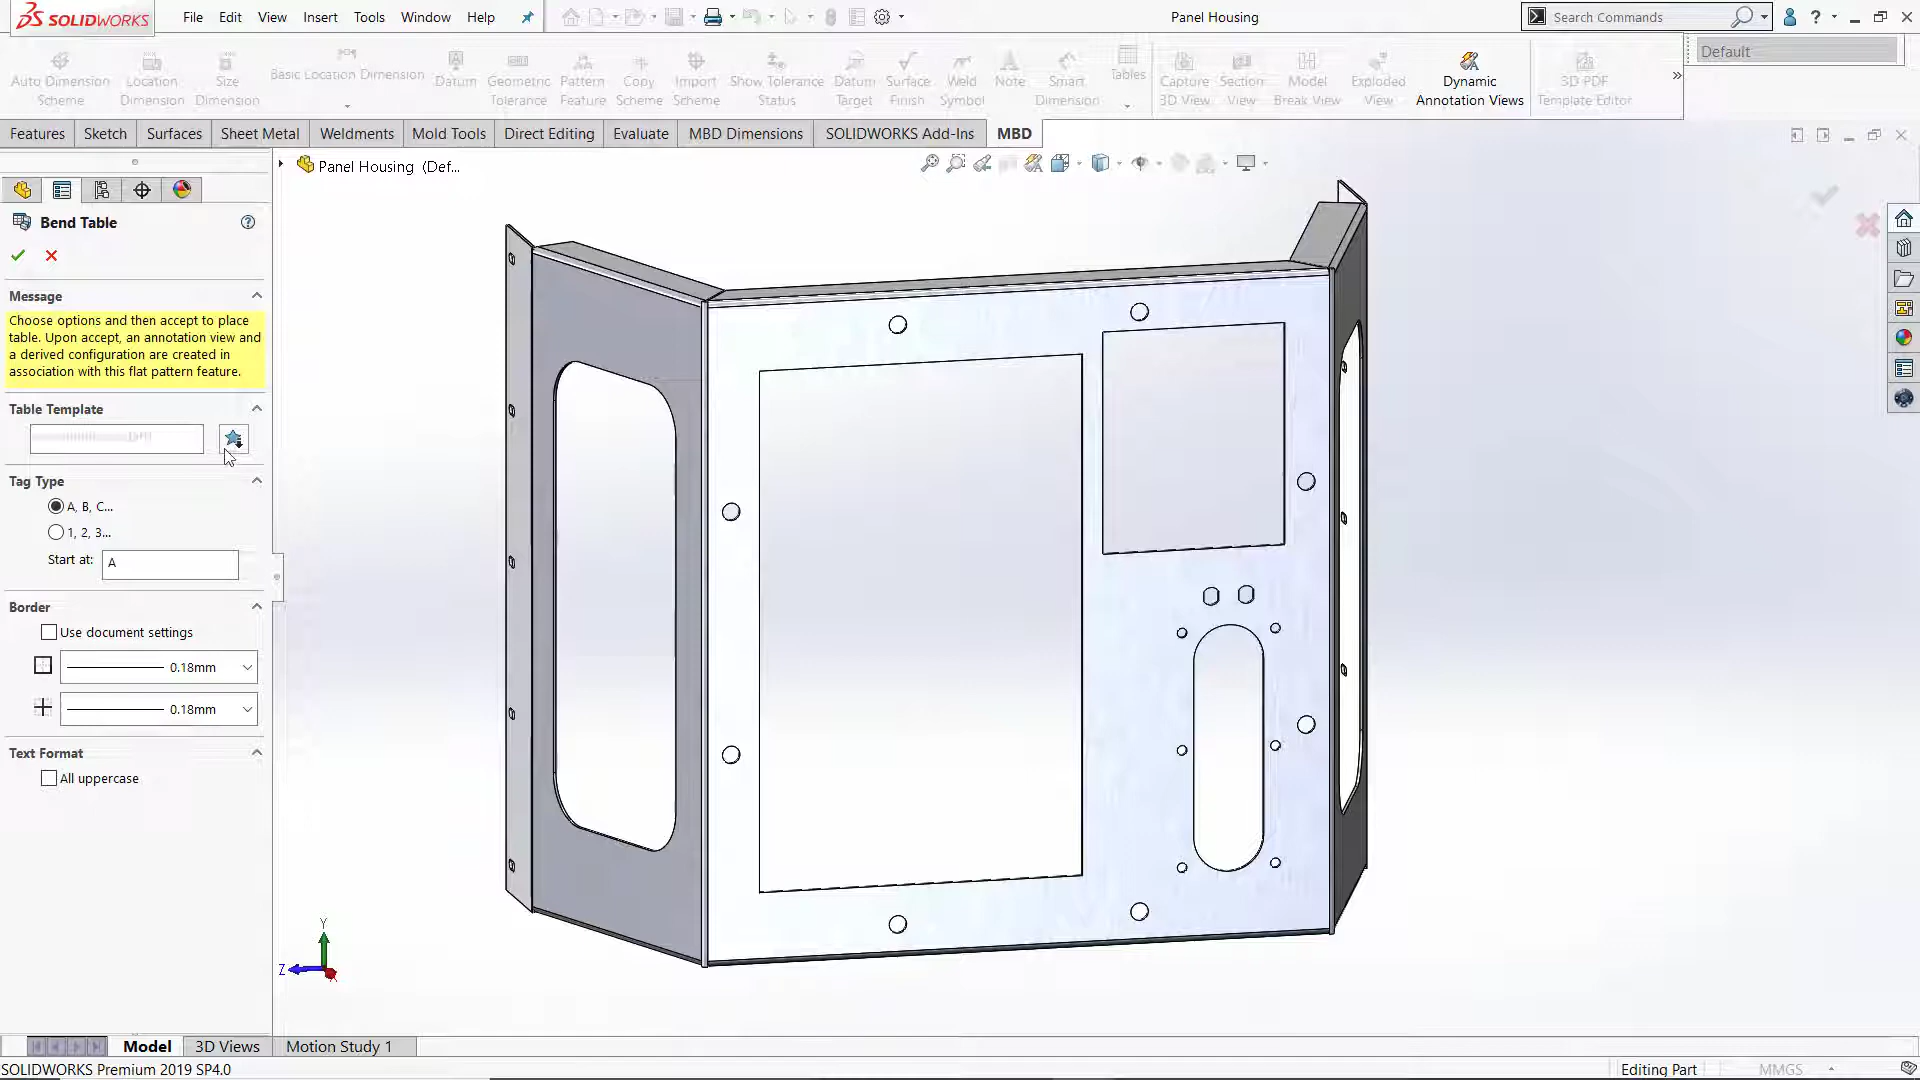 SOLIDWORKS
File Edit View Insert Tools Window Help
Panel Housing
Search Commands
Default
Auto Dimension Scheme
Location Dimension
Size Dimension
Basic Location Dimension
Datum
Geometric Tolerance
Pattern Feature
Copy Scheme
Import Scheme
Show Tolerance Status
Datum Target
Surface Finish
Weld Symbol
Note
Smart Dimension
Tables
Capture 3D View
Section View
Model Break View
Exploded View
Dynamic Annotation Views
3D PDF Template Editor
Features Sketch Surfaces Sheet Metal Weldments Mold Tools Direct Editing Evaluate MBD Dimensions SOLIDWORKS Add-Ins MBD
Panel Housing (Def...
Bend Table
Message
Choose options and then accept to place
table. Upon accept, an annotation view and
a derived configuration are created in
association with this flat pattern feature.
Table Template
Tag Type
A, B, C...
1, 2, 3...
Start at: A
Border
Use document settings
0.18mm
0.18mm
Text Format
All uppercase
Y
Z
Model 3D Views Motion Study 1
SOLIDWORKS Premium 2019 SP4.0
Editing Part
MMGS